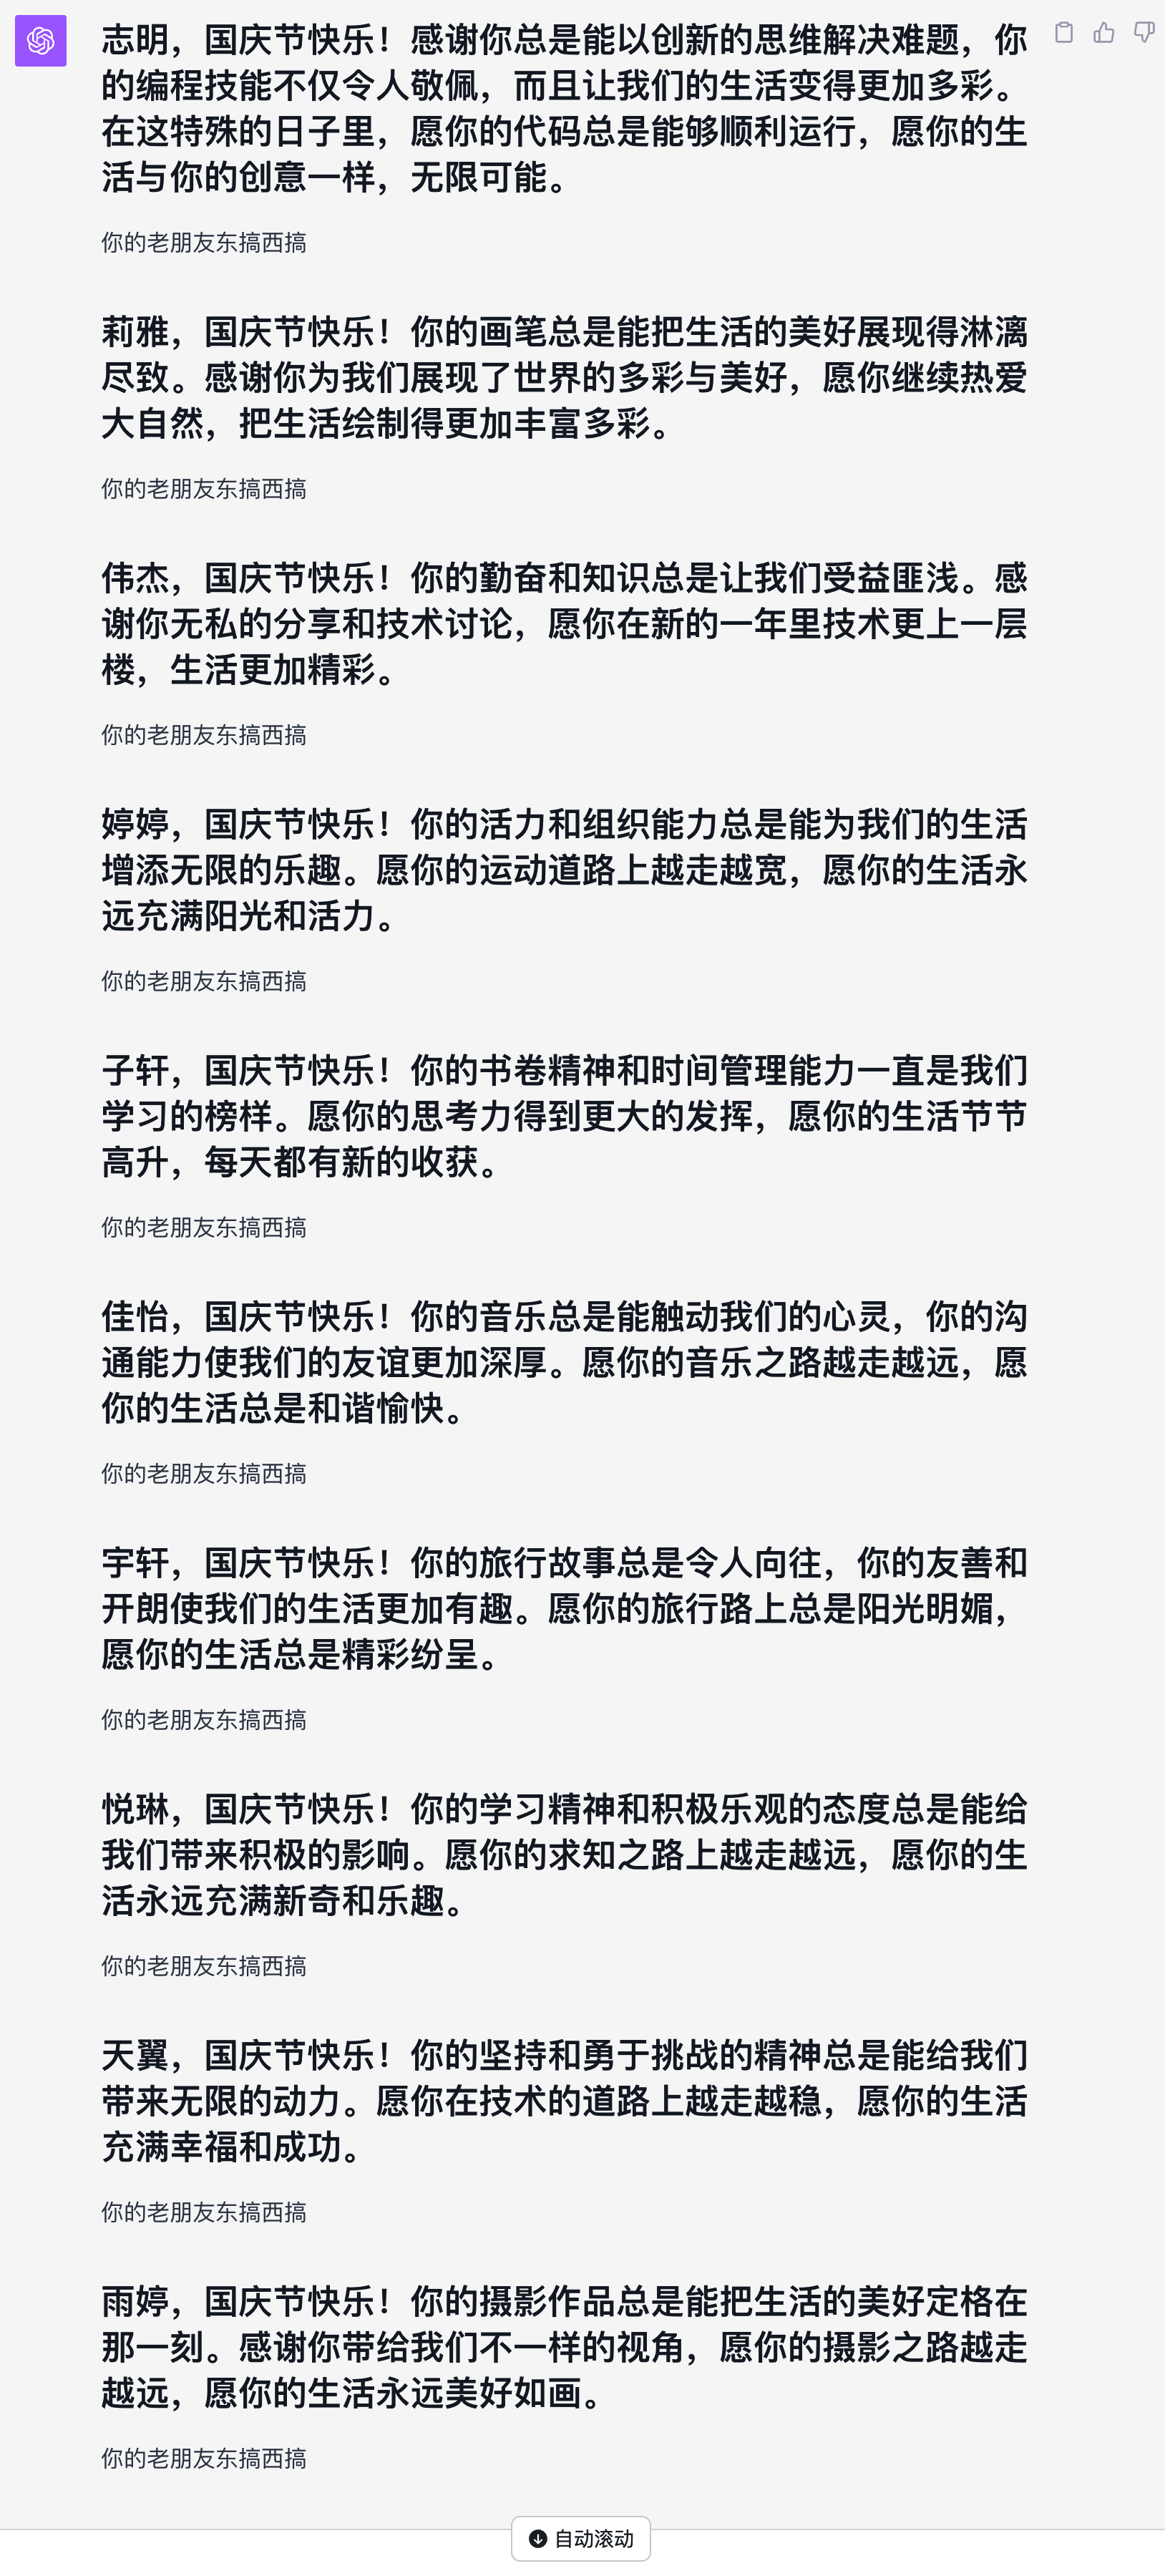 志明，国庆节快乐！感谢你总是能以创新的思维解决难题，你
的编程技能不仅令人敬佩，而且让我们的生活变得更加多彩。
在这特殊的日子里，愿你的代码总是能够顺利运行，愿你的生
活与你的创意一样，无限可能。
你的老朋友东搞西搞
莉雅，国庆节快乐！你的画笔总是能把生活的美好展现得淋漓
尽致。感谢你为我们展现了世界的多彩与美好，愿你继续热爱
大自然，把生活绘制得更加丰富多彩。
你的老朋友东搞西搞
伟杰，国庆节快乐！你的勤奋和知识总是让我们受益匪浅。感
谢你无私的分享和技术讨论，愿你在新的一年里技术更上一层
楼，生活更加精彩。
你的老朋友东搞西搞
婷婷，国庆节快乐！你的活力和组织能力总是能为我们的生活
增添无限的乐趣。愿你的运动道路上越走越宽，愿你的生活永
远充满阳光和活力。
你的老朋友东搞西搞
子轩，国庆节快乐！你的书卷精神和时间管理能力一直是我们
学习的榜样。愿你的思考力得到更大的发挥，愿你的生活节节
高升，每天都有新的收获。
你的老朋友东搞西搞
佳怡，国庆节快乐！你的音乐总是能触动我们的心灵，你的沟
通能力使我们的友谊更加深厚。愿你的音乐之路越走越远，愿
你的生活总是和谐愉快。
你的老朋友东搞西搞
宇轩，国庆节快乐！你的旅行故事总是令人向往，你的友善和
开朗使我们的生活更加有趣。愿你的旅行路上总是阳光明媚，
愿你的生活总是精彩纷呈。
你的老朋友东搞西搞
悦琳，国庆节快乐！你的学习精神和积极乐观的态度总是能给
我们带来积极的影响。愿你的求知之路上越走越远，愿你的生
活永远充满新奇和乐趣。
你的老朋友东搞西搞
天翼，国庆节快乐！你的坚持和勇于挑战的精神总是能给我们
带来无限的动力。愿你在技术的道路上越走越稳，愿你的生活
充满幸福和成功。
你的老朋友东搞西搞
雨婷，国庆节快乐！你的摄影作品总是能把生活的美好定格在
那一刻。感谢你带给我们不一样的视角，愿你的摄影之路越走
越远，愿你的生活永远美好如画。
你的老朋友东搞西搞
自动滚动